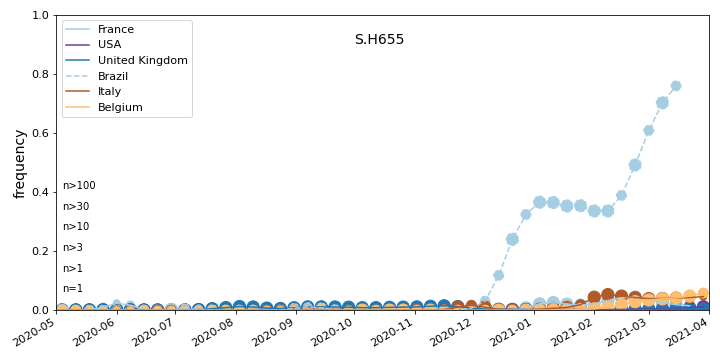 S.H655
France
USA
United Kingdom
Brazil
Italy
Belgium
frequency
1.0
0.8
0.6
0.4
0.2
0.0
n>100
n>30
n>10
n>3
n>1
n=1
2020-05
2020-06
2020-07
2020-08
2020-09
2020-10
2020-11
2020-12
2021-01
2021-02
2021-03
2021-04